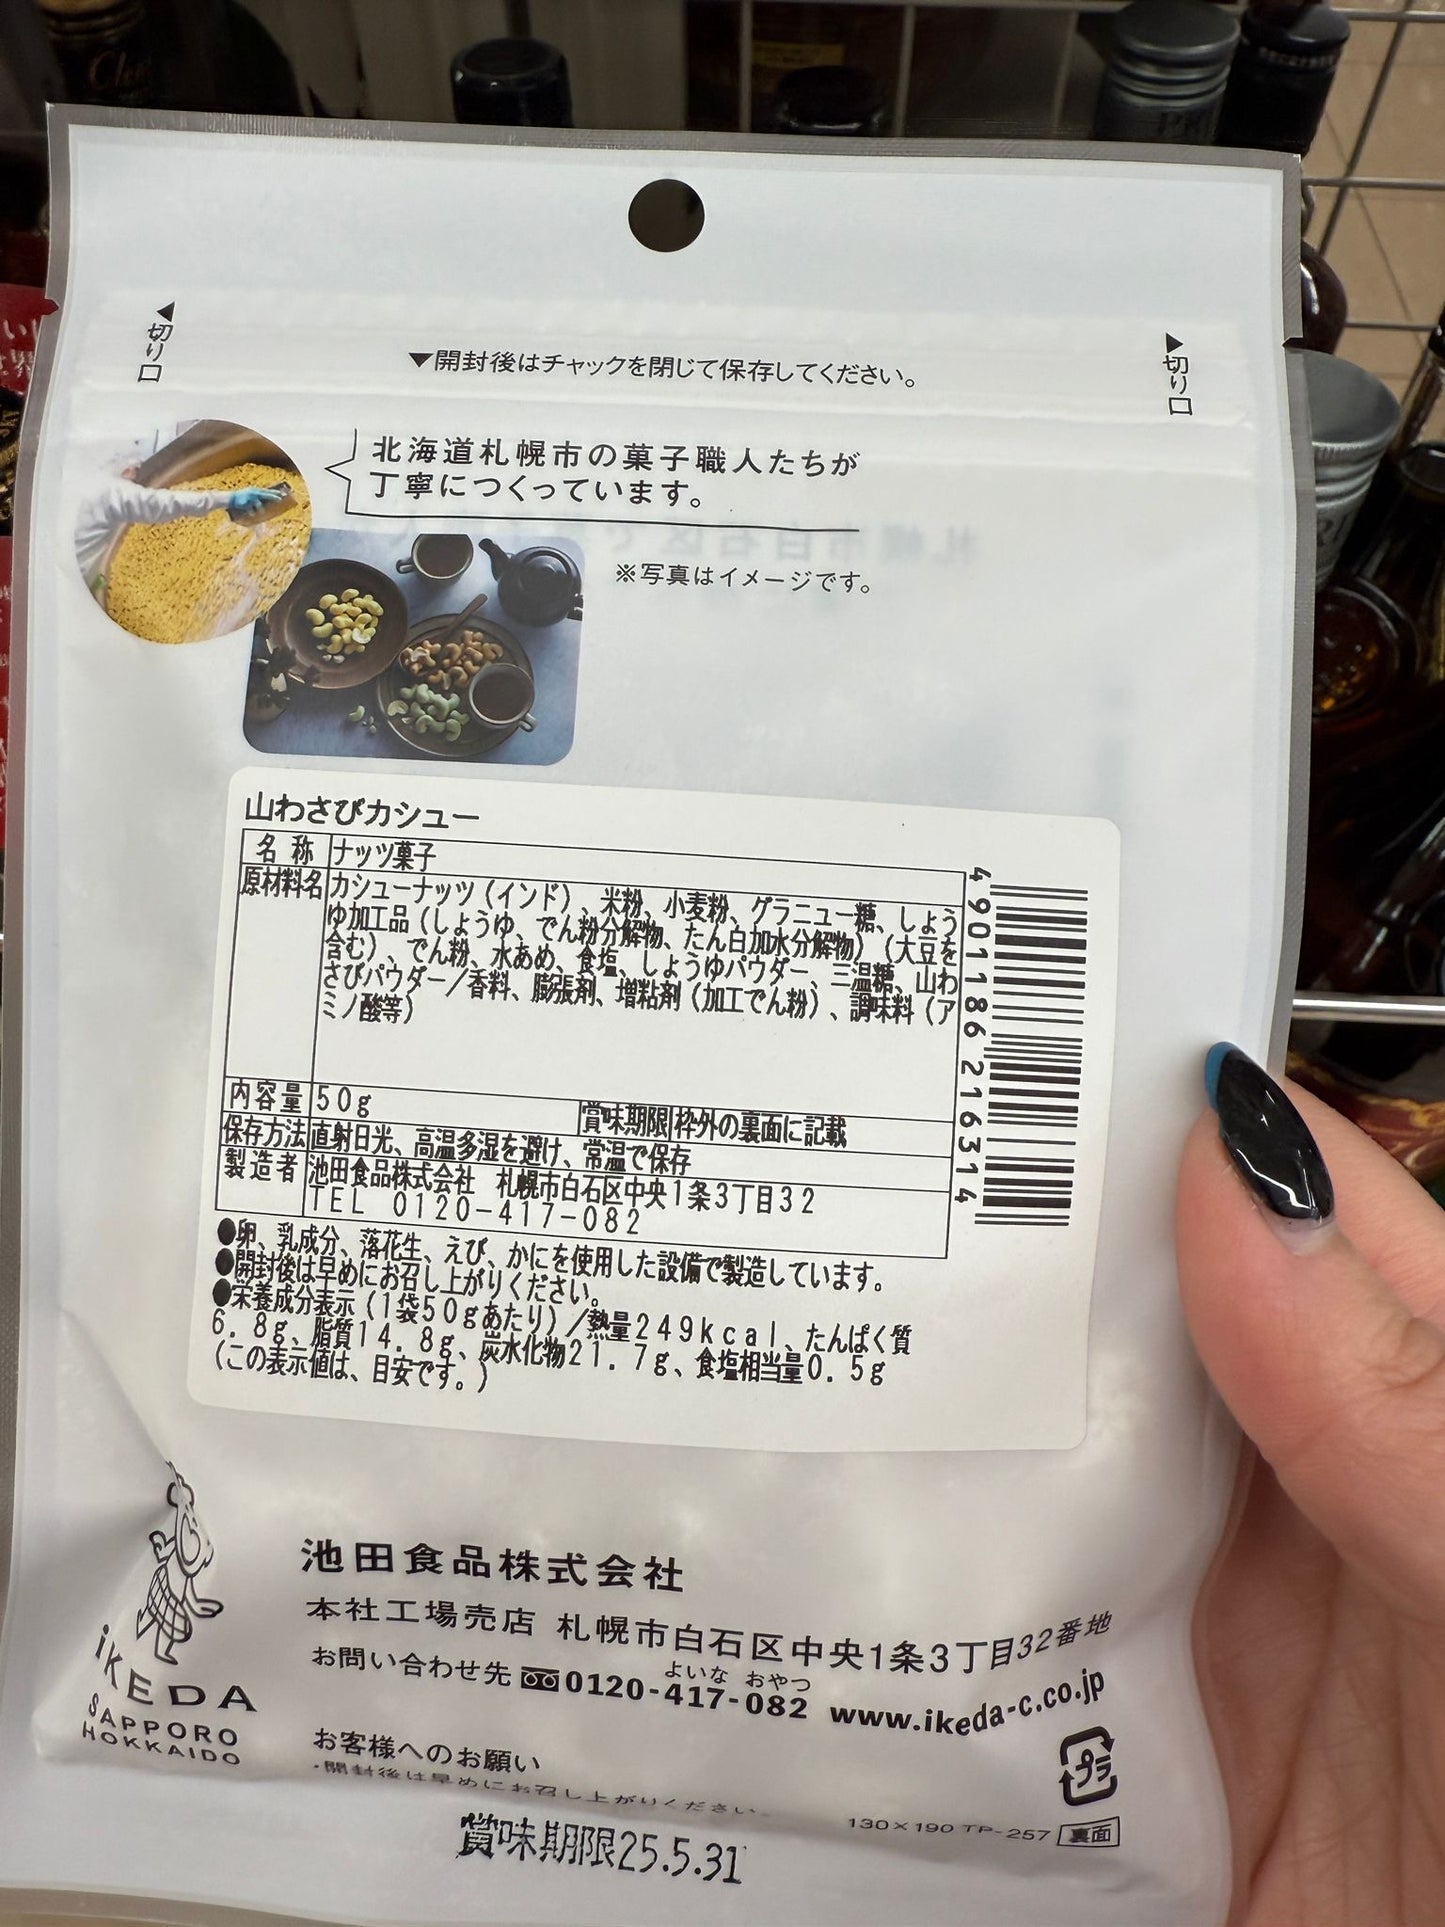 切り口
▼開封後はチャックを閉じて保存してください。
切り口
北海道札幌市の菓子職人たちが
丁寧につくっています。
※写真はイメージです。
山わさびカシュー
名称 ナッツ菓子
原材料名 カシューナッツ（インド）、米粉、小麦粉、グラニュー糖、しょう
ゆ加工品（しょうゆ、でん粉分解物、たん白加水分解物）（大豆を
含む）、でん粉、水あめ、食塩、しょうゆパウダー、三温糖、山わ
さびパウダー／香料、膨張剤、増粘剤（加工でん粉）、調味料（ア
ミノ酸等）
内容量 50g 賞味期限 枠外の裏面に記載
保存方法 直射日光、高温多湿を避け、常温で保存
製造者 池田食品株式会社 札幌市白石区中央1条3丁目32
TEL 0120-417-082
4901186216314
●卵、乳成分、落花生、えび、かにを使用した設備で製造しています。
●開封後は早めにお召し上がりください。
●栄養成分表示（1袋50gあたり）／熱量249kcal、たんぱく質
6.8g、脂質14.8g、炭水化物21.7g、食塩相当量0.5g
（この表示値は、目安です。）
池田食品株式会社
本社工場売店 札幌市白石区中央1条3丁目32番地
よいな おやつ
お問い合わせ先 0120-417-082 www.ikeda-c.co.jp
iKEDA
SAPPORO
HOKKAIDO
お客様へのお願い
・開封後は早めにお召し上がりください。
プラ
130×190 TP-257 裏面
賞味期限25.5.31